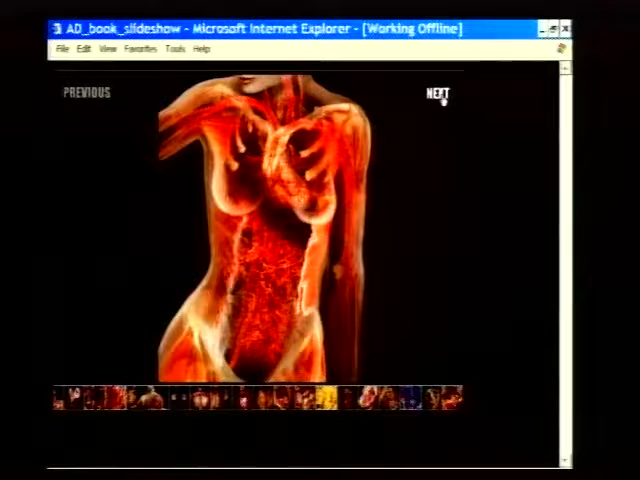 AD_book_slideshow - Microsoft Internet Explorer - [Working Offline]
File Edit View Favorites Tools Help
PREVIOUS
NEXT